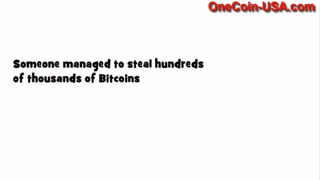 OneCoin-USA.com
Someone managed to steal hundreds
of thousands of Bitcoins